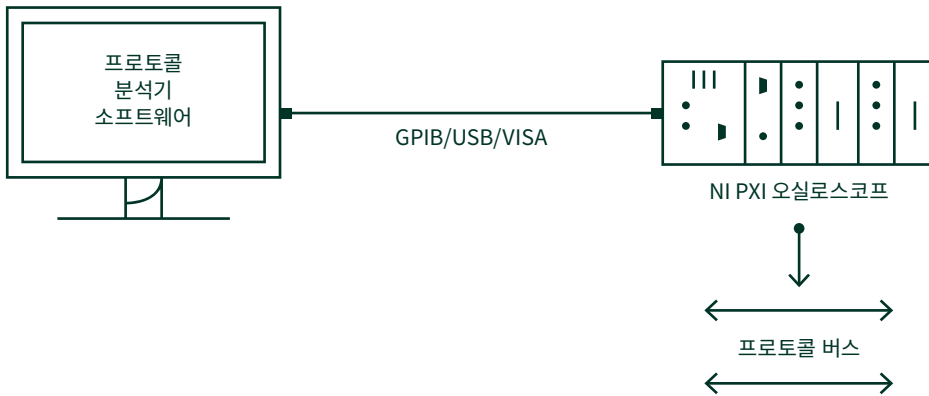 프로토콜
분석기
소프트웨어
GPIB/USB/VISA
NI PXI 오실로스코프
프로토콜 버스